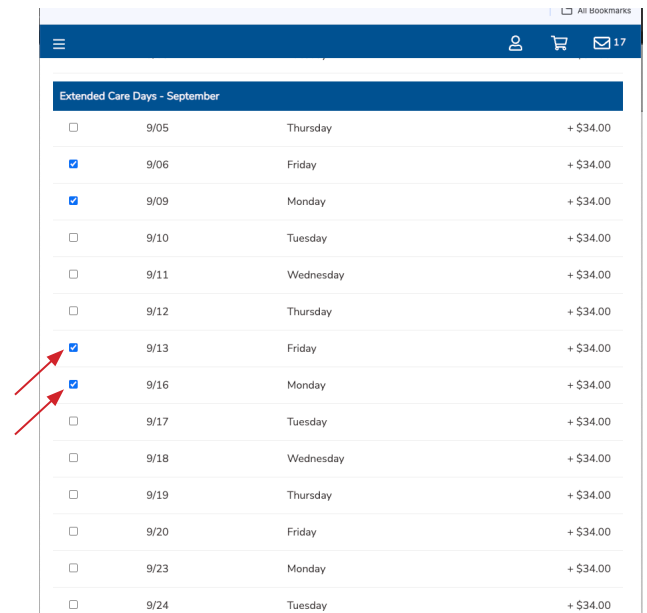 All Bookmarks
17
Extended Care Days - September
9/05 Thursday + $34.00
9/06 Friday + $34.00
9/09 Monday + $34.00
9/10 Tuesday + $34.00
9/11 Wednesday + $34.00
9/12 Thursday + $34.00
9/13 Friday + $34.00
9/16 Monday + $34.00
9/17 Tuesday + $34.00
9/18 Wednesday + $34.00
9/19 Thursday + $34.00
9/20 Friday + $34.00
9/23 Monday + $34.00
9/24 Tuesday + $34.00